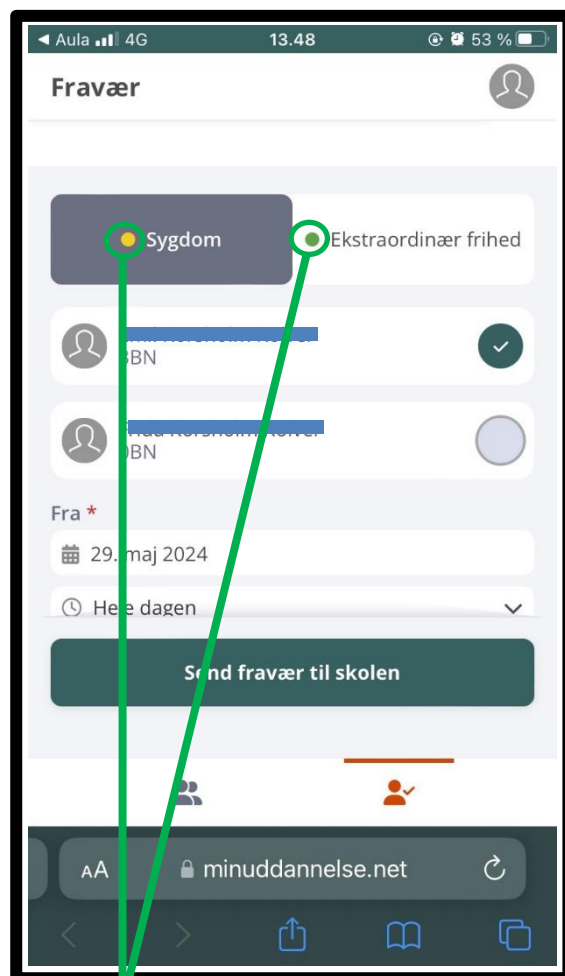 Aula 4G 13.48 53 %
Fravær
Sygdom Ekstraordinær frihed
BN
BN
Fra *
29. maj 2024
Hele dagen
Send fravær til skolen
AA minuddannelse.net